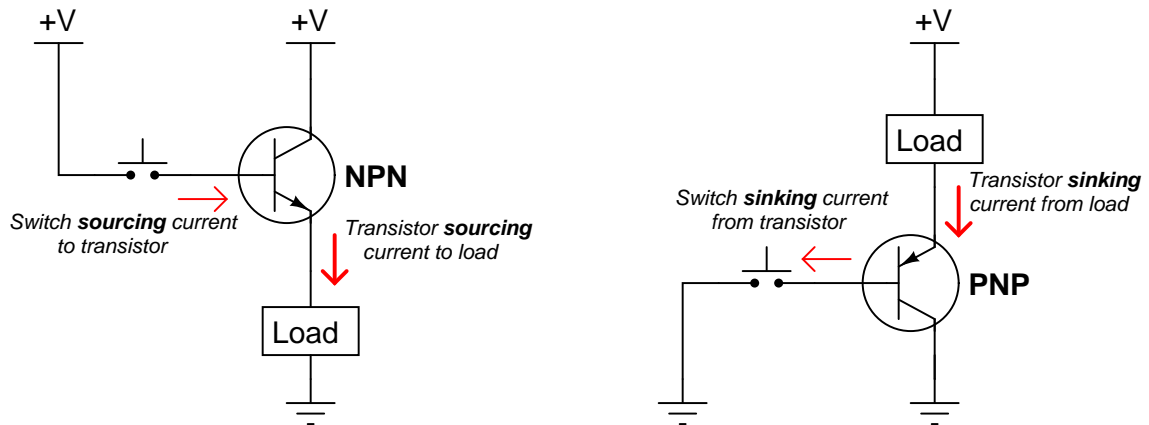 +V
+V
NPN
Switch sourcing current
to transistor
Transistor sourcing
current to load
Load
+V
Load
Transistor sinking
current from load
Switch sinking current
from transistor
PNP